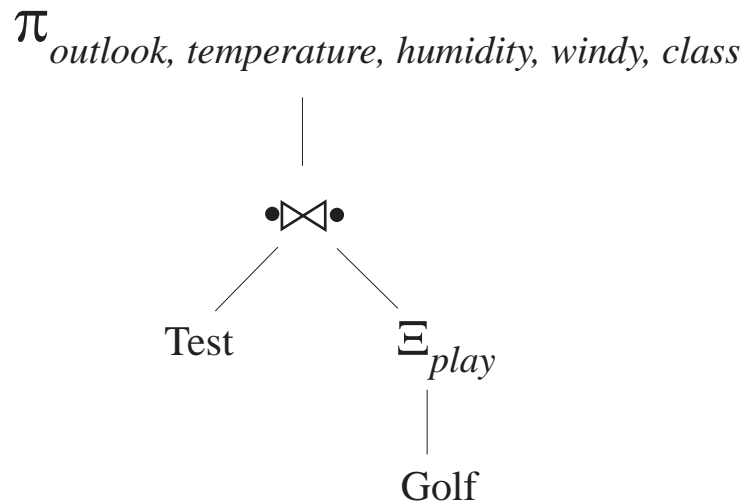 π outlook, temperature, humidity, windy, class
•⋈•
Test
Ξ play
Golf